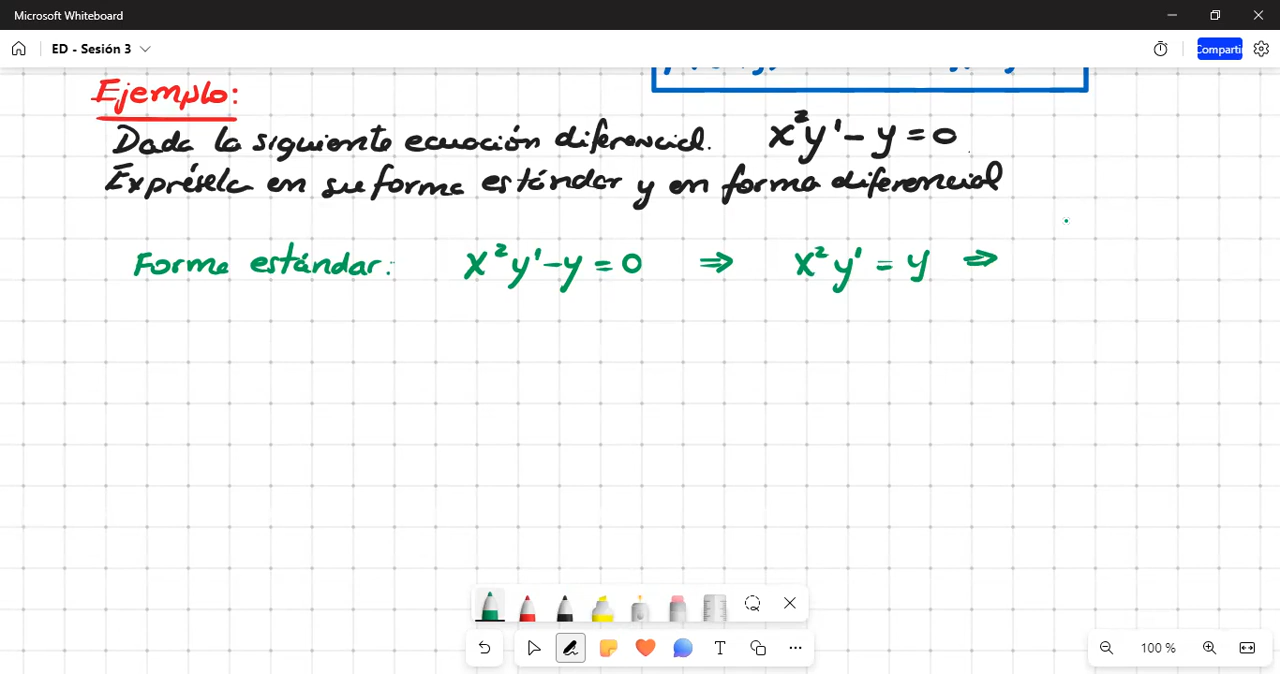 Microsoft Whiteboard
ED - Sesión 3
Compartir
Ejemplo:
Dada la siguiente ecuación diferencial. x²y' - y = 0
Exprésela en su forma estándar y en forma diferencial
Forma estándar: x²y' - y = 0 ⇒ x²y' = y ⇒
100 %